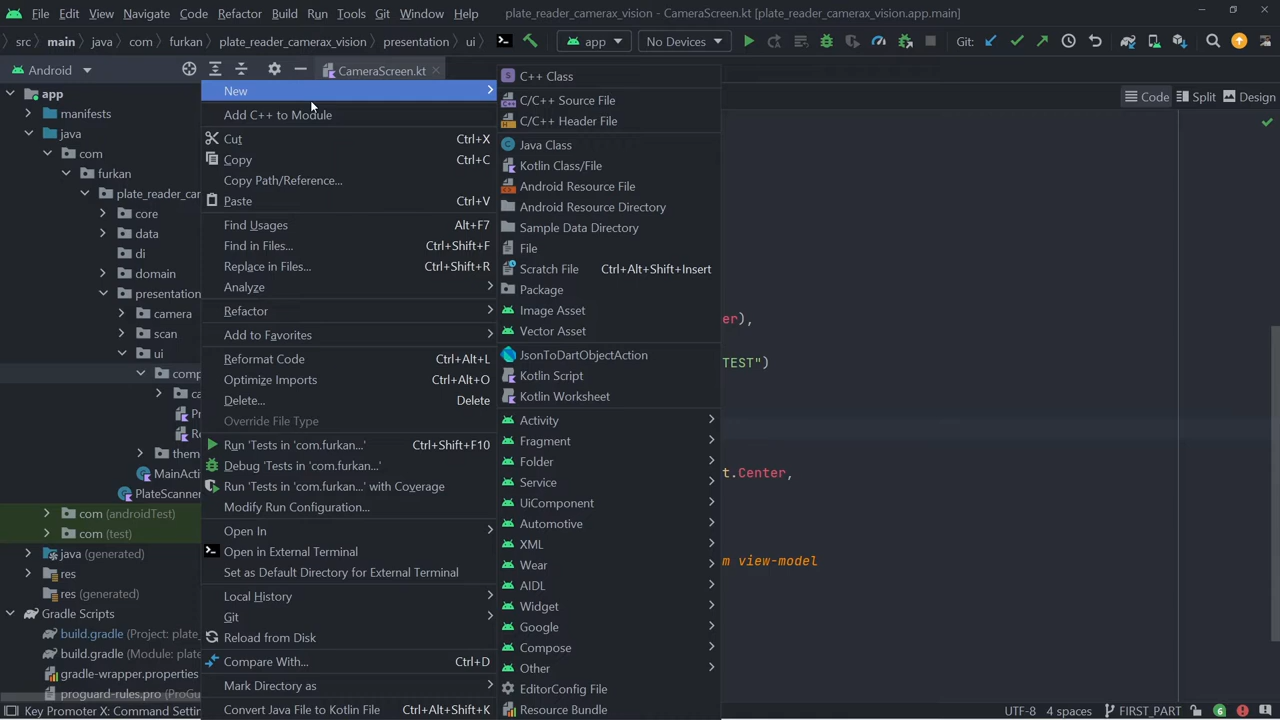 File Edit View Navigate Code Refactor Build Run Tools Git Window Help plate_reader_camerax_vision - CameraScreen.kt [plate_reader_camerax_vision.app.main]
src main java com furkan plate_reader_camerax_vision presentation ui app No Devices Git:
Android CameraScreen.kt
Code Split Design
app
manifests
java
com
furkan
plate_reader_ca
core
data
di
domain
presentation
camera
scan
ui
comp
ca
Pr
Re
them
MainActi
PlateScanner
com (androidTest)
com (test)
java (generated)
res
res (generated)
Gradle Scripts
build.gradle (Project: plate_
build.gradle (Module: plate
gradle-wrapper.properties
proguard-rules.pro (ProGu
New
Add C++ to Module
Cut Ctrl+X
Copy Ctrl+C
Copy Path/Reference...
Paste Ctrl+V
Find Usages Alt+F7
Find in Files... Ctrl+Shift+F
Replace in Files... Ctrl+Shift+R
Analyze
Refactor
Add to Favorites
Reformat Code Ctrl+Alt+L
Optimize Imports Ctrl+Alt+O
Delete... Delete
Override File Type
Run 'Tests in 'com.furkan...' Ctrl+Shift+F10
Debug 'Tests in 'com.furkan...'
Run 'Tests in 'com.furkan...' with Coverage
Modify Run Configuration...
Open In
Open in External Terminal
Set as Default Directory for External Terminal
Local History
Git
Reload from Disk
Compare With... Ctrl+D
Mark Directory as
Convert Java File to Kotlin File Ctrl+Alt+Shift+K
C++ Class
C/C++ Source File
C/C++ Header File
Java Class
Kotlin Class/File
Android Resource File
Android Resource Directory
Sample Data Directory
File
Scratch File Ctrl+Alt+Shift+Insert
Package
Image Asset
Vector Asset
JsonToDartObjectAction
Kotlin Script
Kotlin Worksheet
Activity
Fragment
Folder
Service
UiComponent
Automotive
XML
Wear
AIDL
Widget
Google
Compose
Other
EditorConfig File
Resource Bundle
er),
TEST")
t.Center,
m view-model
Key Promoter X: Command Settin UTF-8 4 spaces FIRST_PART 6